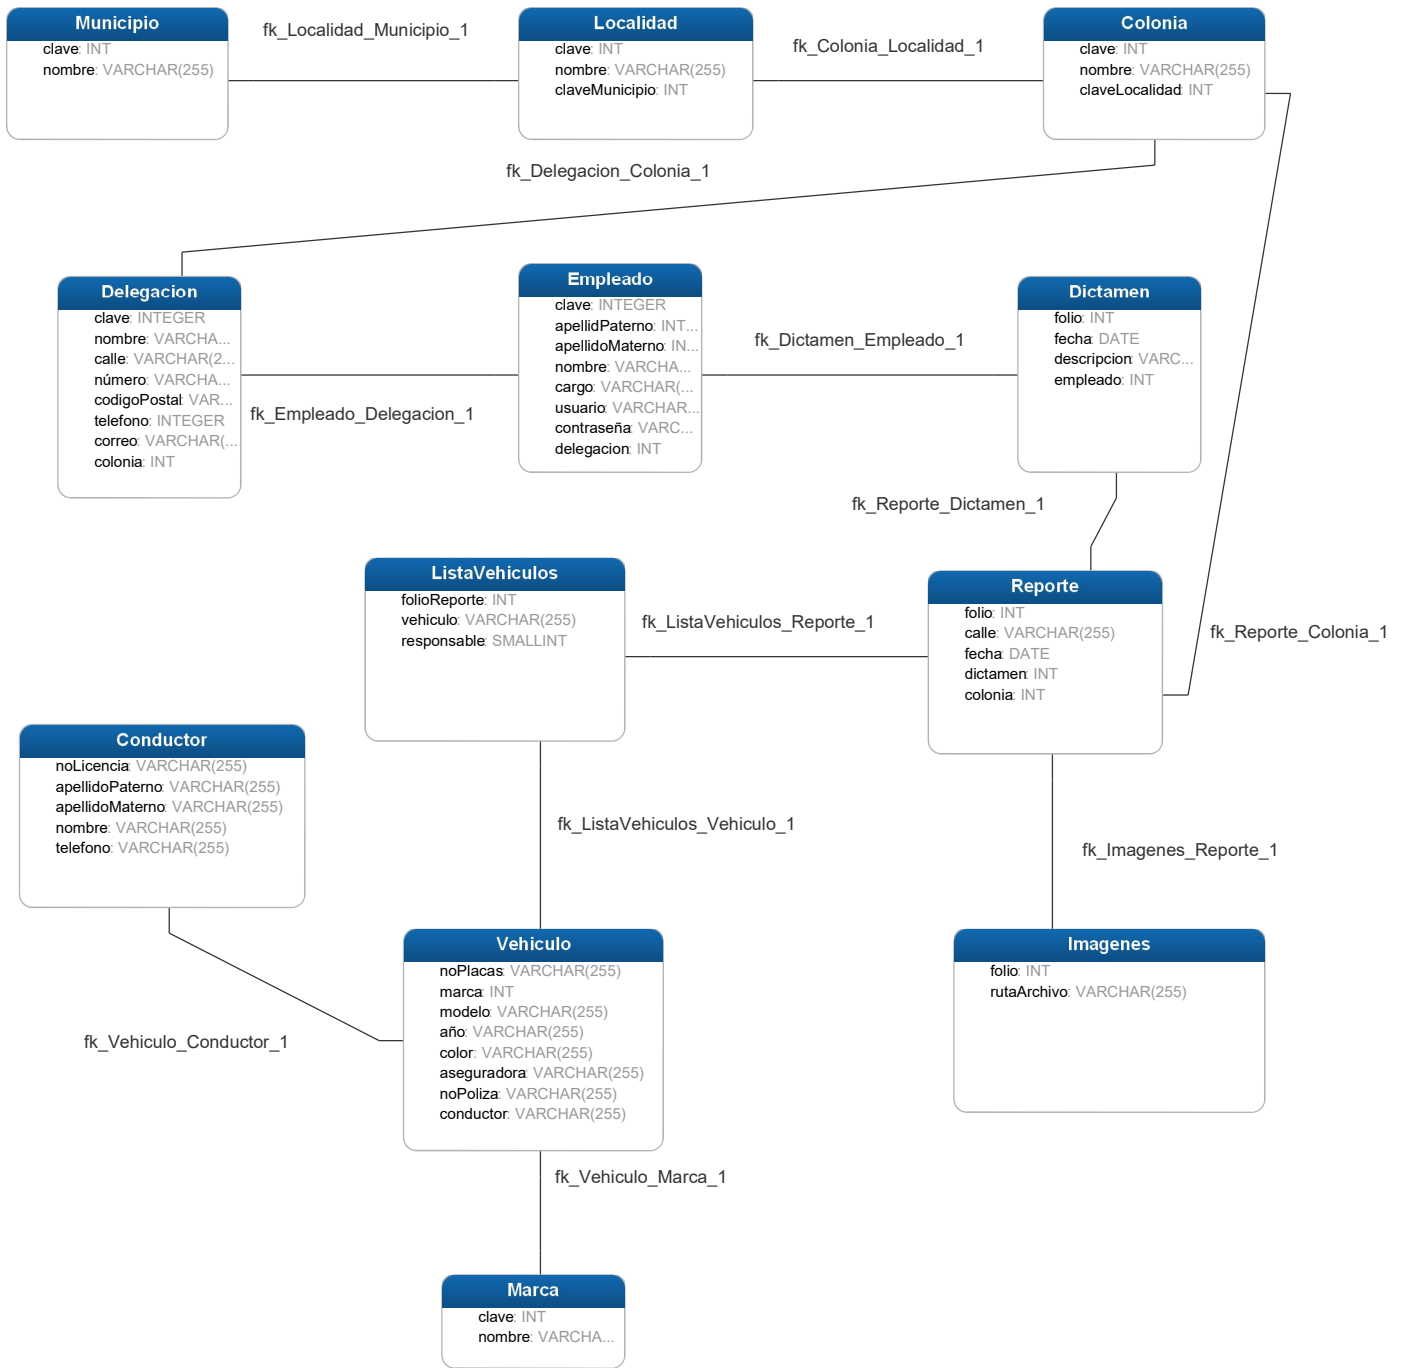 Municipio
clave: INT
nombre: VARCHAR(255)
fk_Localidad_Municipio_1
Localidad
clave: INT
nombre: VARCHAR(255)
claveMunicipio: INT
fk_Colonia_Localidad_1
Colonia
clave: INT
nombre: VARCHAR(255)
claveLocalidad: INT
fk_Delegacion_Colonia_1
Delegacion
clave: INTEGER
nombre: VARCHA...
calle: VARCHAR(2...
número: VARCHA...
codigoPostal: VAR...
telefono: INTEGER
correo: VARCHAR(...
colonia: INT
fk_Empleado_Delegacion_1
Empleado
clave: INTEGER
apellidPaterno: INT...
apellidoMaterno: IN...
nombre: VARCHA...
cargo: VARCHAR(...
usuario: VARCHAR...
contraseña: VARC...
delegacion: INT
fk_Dictamen_Empleado_1
Dictamen
folio: INT
fecha: DATE
descripcion: VARC...
empleado: INT
fk_Reporte_Dictamen_1
ListaVehiculos
folioReporte: INT
vehiculo: VARCHAR(255)
responsable: SMALLINT
fk_ListaVehiculos_Reporte_1
Reporte
folio: INT
calle: VARCHAR(255)
fecha: DATE
dictamen: INT
colonia: INT
fk_Reporte_Colonia_1
Conductor
noLicencia: VARCHAR(255)
apellidoPaterno: VARCHAR(255)
apellidoMaterno: VARCHAR(255)
nombre: VARCHAR(255)
telefono: VARCHAR(255)
fk_ListaVehiculos_Vehiculo_1
fk_Imagenes_Reporte_1
fk_Vehiculo_Conductor_1
Vehiculo
noPlacas: VARCHAR(255)
marca: INT
modelo: VARCHAR(255)
año: VARCHAR(255)
color: VARCHAR(255)
aseguradora: VARCHAR(255)
noPoliza: VARCHAR(255)
conductor: VARCHAR(255)
Imagenes
folio: INT
rutaArchivo: VARCHAR(255)
fk_Vehiculo_Marca_1
Marca
clave: INT
nombre: VARCHA...